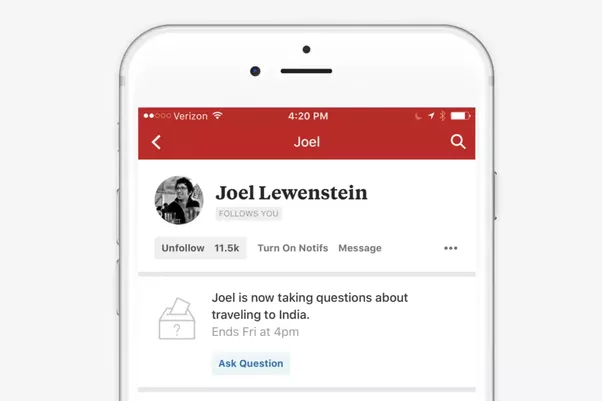 Verizon 4:20 PM
Joel
Joel Lewenstein
FOLLOWS YOU
Unfollow 11.5k Turn On Notifs Message
Joel is now taking questions about
traveling to India.
Ends Fri at 4pm
?
Ask Question